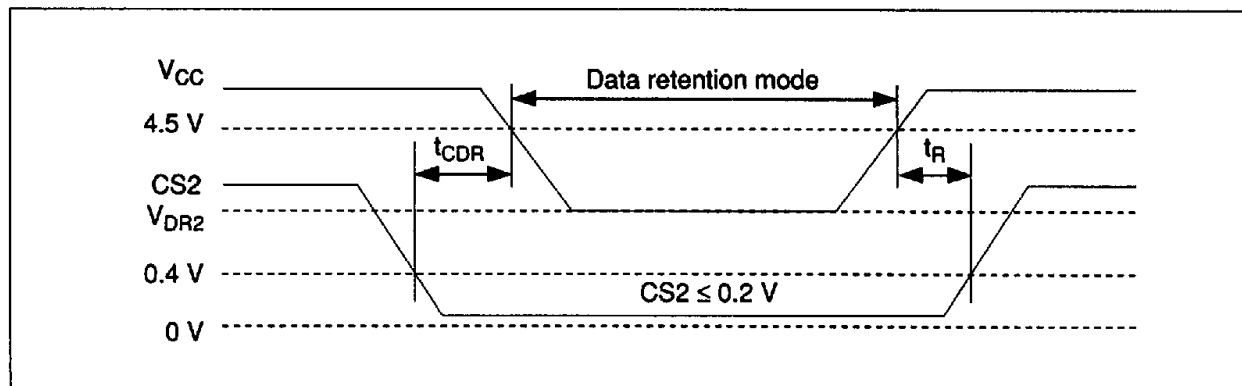 V_CC
Data retention mode
4.5 V
t_CDR
t_R
CS2
V_DR2
0.4 V
CS2 ≤ 0.2 V
0 V